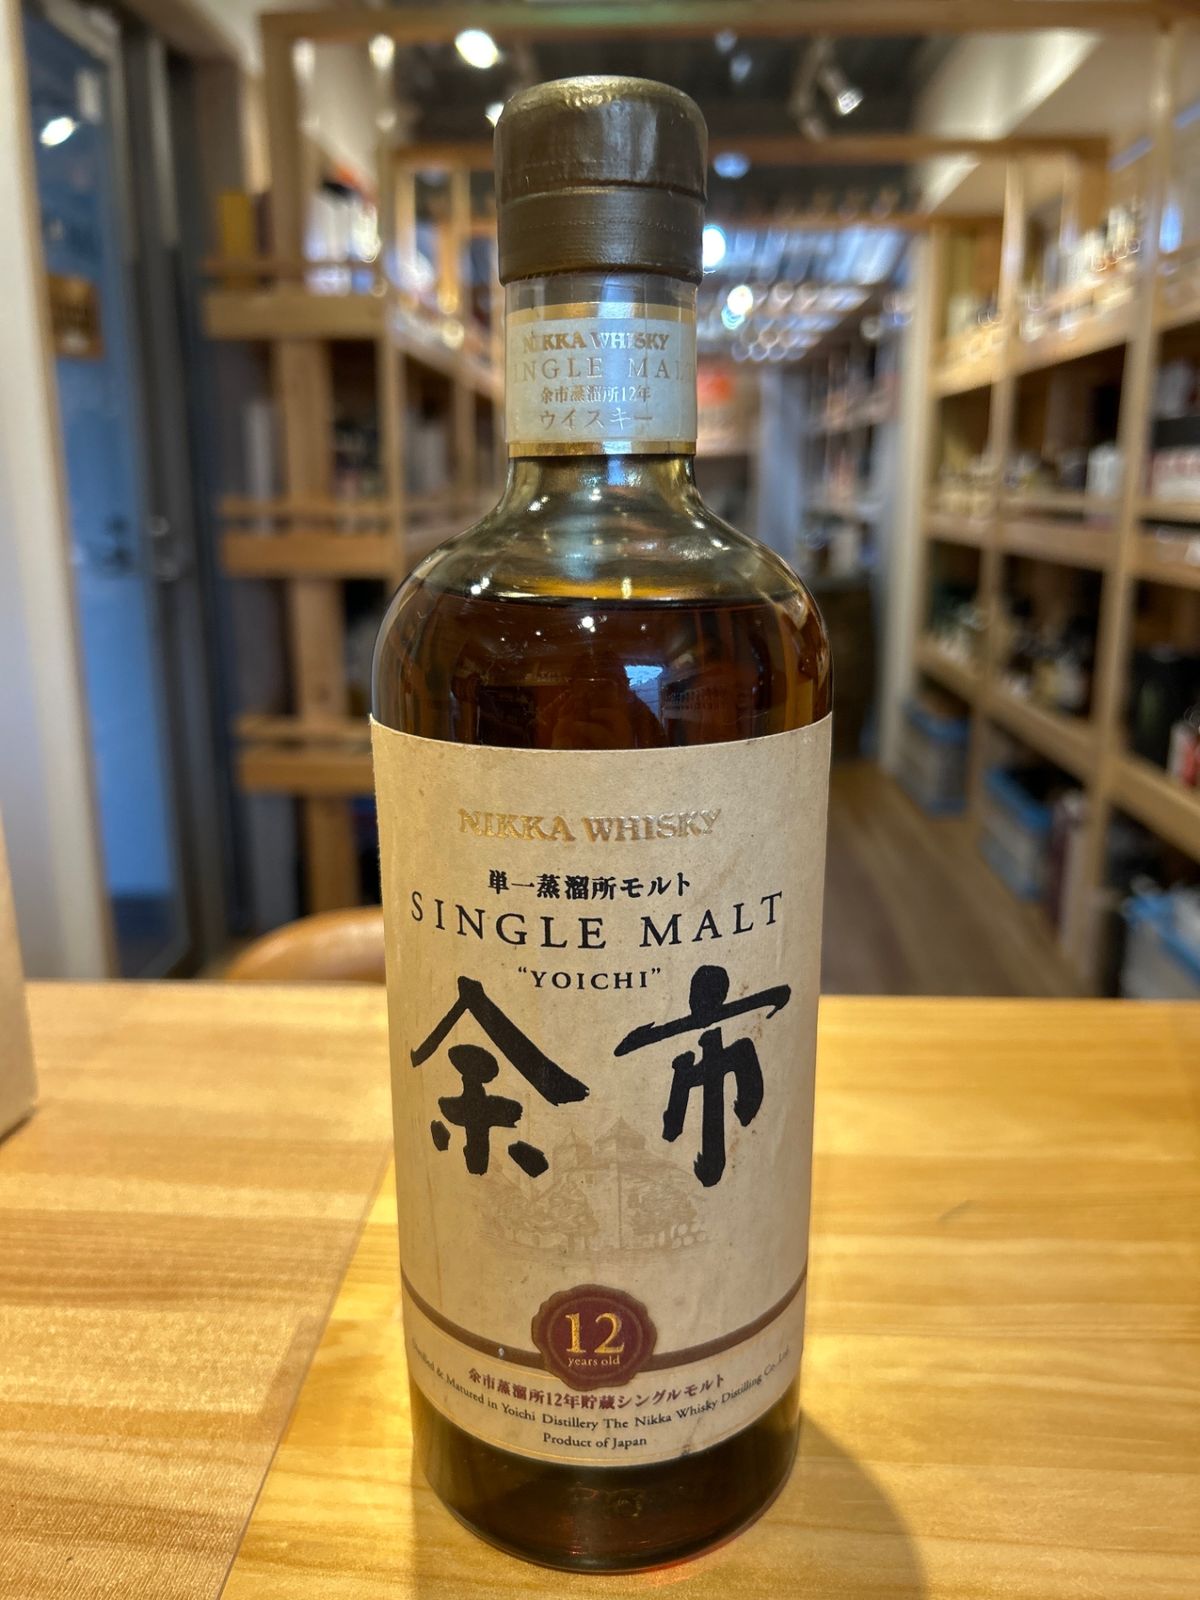 NIKKA WHISKY
SINGLE MALT
余市蒸溜所12年
ウイスキー
NIKKA WHISKY
単一蒸溜所モルト
SINGLE MALT
"YOICHI"
余市
12
years old
余市蒸溜所12年貯蔵シングルモルト
Distilled & Matured in Yoichi Distillery The Nikka Whisky Distilling Co.,Ltd.
Product of Japan